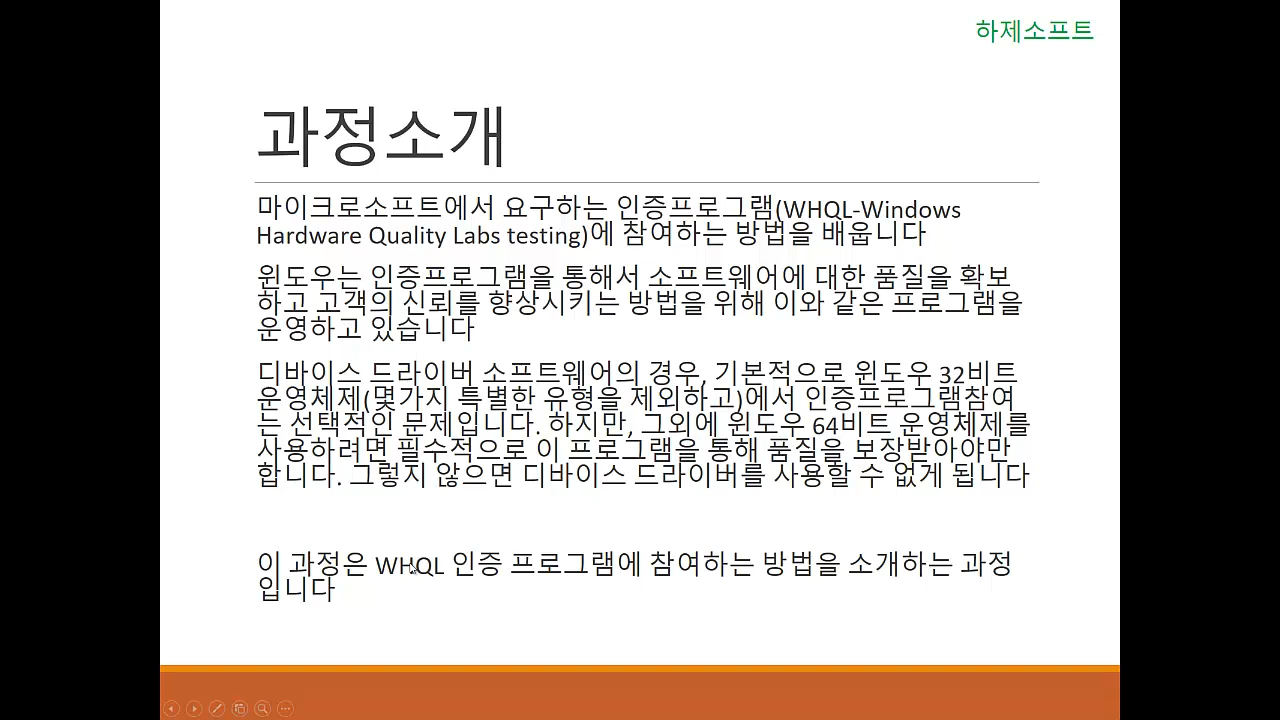 하제소프트
과정소개
마이크로소프트에서 요구하는 인증프로그램(WHQL-Windows
Hardware Quality Labs testing)에 참여하는 방법을 배웁니다
윈도우는 인증프로그램을 통해서 소프트웨어에 대한 품질을 확보
하고 고객의 신뢰를 향상시키는 방법을 위해 이와 같은 프로그램을
운영하고 있습니다
디바이스 드라이버 소프트웨어의 경우, 기본적으로 윈도우 32비트
운영체제(몇가지 특별한 유형을 제외하고)에서 인증프로그램참여
는 선택적인 문제입니다. 하지만, 그외에 윈도우 64비트 운영체제를
사용하려면 필수적으로 이 프로그램을 통해 품질을 보장받아야만
합니다. 그렇지 않으면 디바이스 드라이버를 사용할 수 없게 됩니다
이 과정은 WHQL 인증 프로그램에 참여하는 방법을 소개하는 과정
입니다